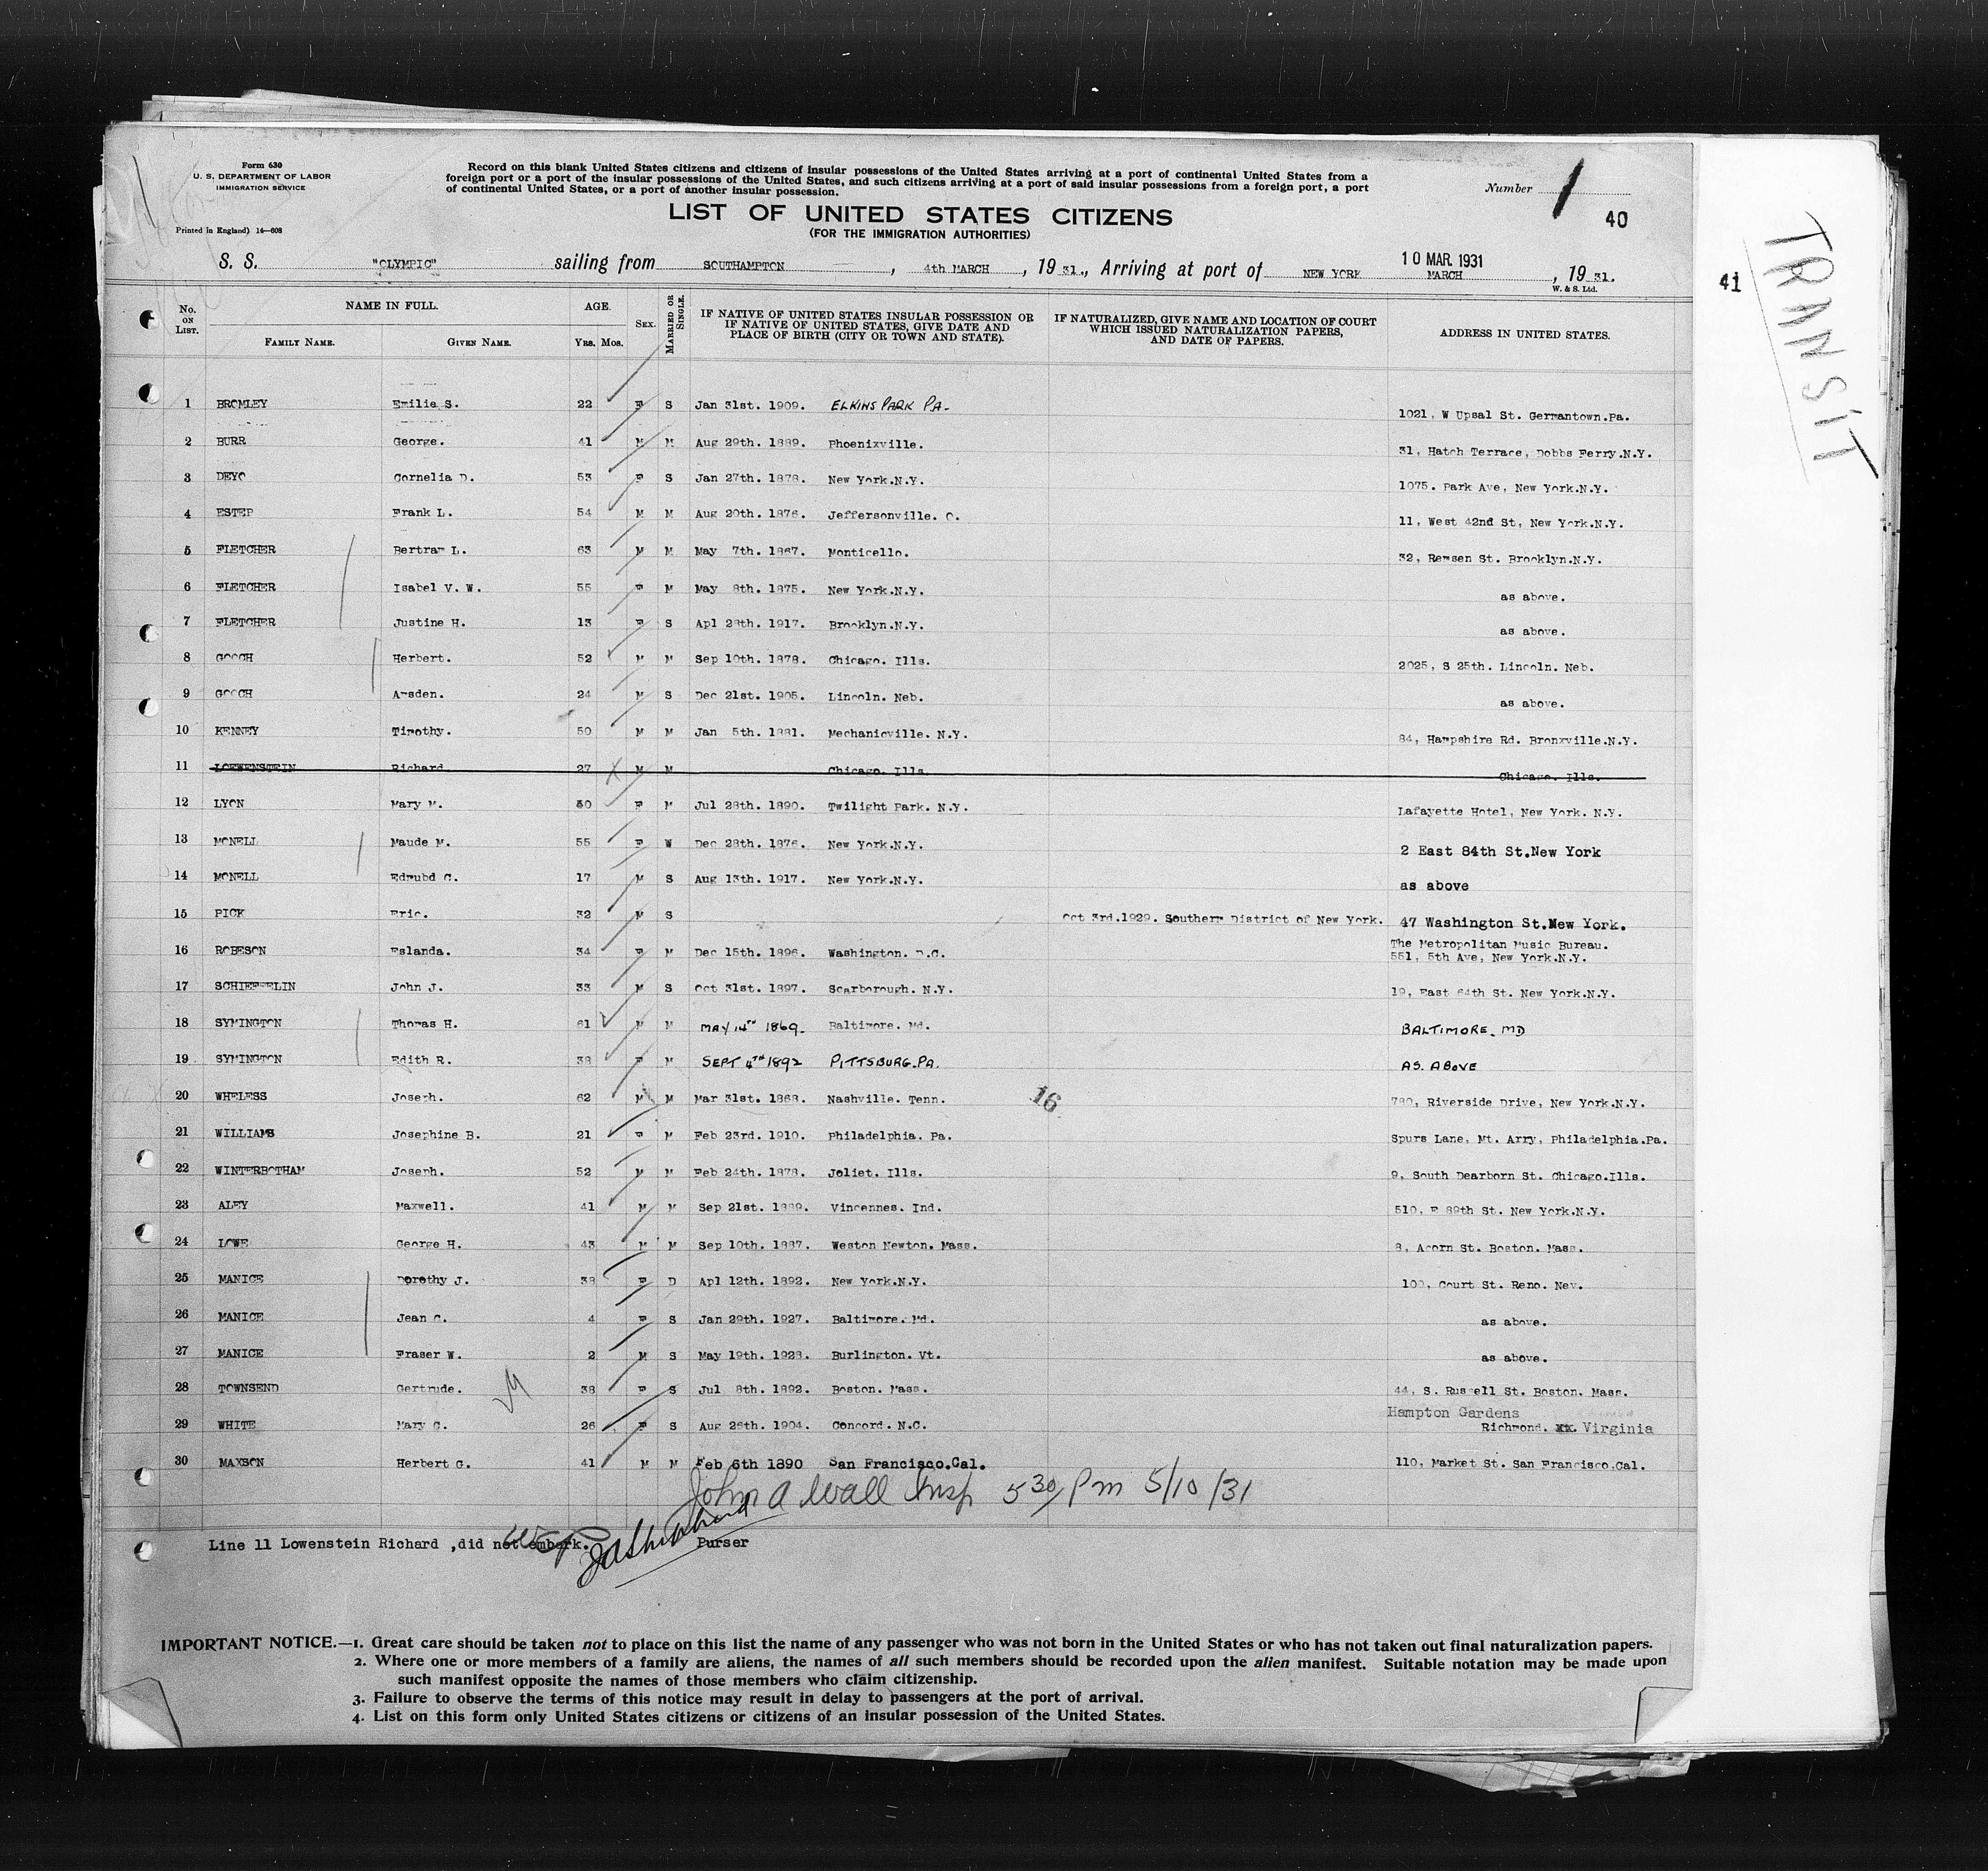 Form 630
U. S. DEPARTMENT OF LABOR
IMMIGRATION SERVICE
Printed in England) 14—608
Record on this blank United States citizens and citizens of insular possessions of the United States arriving at a port of continental United States from a
foreign port or a port of the insular possessions of the United States, and such citizens arriving at a port of said insular possessions from a foreign port, a port
of continental United States, or a port of another insular possession.
Number 1
40
LIST OF UNITED STATES CITIZENS
(FOR THE IMMIGRATION AUTHORITIES)
S. S. "OLYMPIC" sailing from SOUTHAMPTON, 4th MARCH, 19 31., Arriving at port of NEW YORK 10 MAR. 1931 MARCH, 19 31.
W. & S. Ltd.
41
TRANSIT
No. ON LIST. NAME IN FULL. FAMILY NAME. GIVEN NAME. AGE. Yrs. Mos. SEX. MARRIED OR SINGLE. IF NATIVE OF UNITED STATES INSULAR POSSESSION OR IF NATIVE OF UNITED STATES, GIVE DATE AND PLACE OF BIRTH (CITY OR TOWN AND STATE). IF NATURALIZED, GIVE NAME AND LOCATION OF COURT WHICH ISSUED NATURALIZATION PAPERS, AND DATE OF PAPERS. ADDRESS IN UNITED STATES.
1 BROMLEY Emilie S. 22 F S Jan 31st. 1909. ELKINS PARK PA. 1021, W Upsal St. Germantown.Pa.
2 BURR George. 41 M M Aug 29th. 1889. Phoenixville. 31, Hatch Terrace, Dobbs Ferry.N.Y.
3 DEYO Cornelia D. 53 F S Jan 27th. 1878. New York.N.Y. 1075. Park Ave, New York.N.Y.
4 ESTEP Frank L. 54 M M Aug 20th. 1876. Jeffersonville. O. 11, West 42nd St, New York.N.Y.
5 FLETCHER Bertram L. 63 M M May 7th. 1867. Monticello. 32, Remsen St. Brooklyn.N.Y.
6 FLETCHER Isabel V. W. 55 F M May 8th. 1875. New York.N.Y. as above.
7 FLETCHER Justine H. 13 F S Apl 28th. 1917. Brooklyn.N.Y. as above.
8 GOOCH Herbert. 52 M M Sep 10th. 1878. Chicago. Ills. 2025, S 25th. Lincoln. Neb.
9 GOOCH Amsden. 24 M S Dec 21st. 1905. Lincoln. Neb. as above.
10 KENNEY Timothy. 50 M M Jan 5th. 1881. Mechanicville. N.Y. 84, Hampshire Rd. Bronxville.N.Y.
11 LOEWENSTEIN Richard 27 M M Chicago. Ills. Chicago. Ills.
12 LYON Mary M. 50 F M Jul 28th. 1890. Twilight Park. N.Y. Lafayette Hotel, New York. N.Y.
13 MONELL Maude M. 55 F W Dec 28th. 1876. New York.N.Y. 2 East 84th St.New York
14 MONELL Edmubd C. 17 M S Aug 13th. 1917. New York.N.Y. as above
15 PICK Eric. 32 M S Oct 3rd.1929. Southern District of New York. 47 Washington St.New York.
16 ROBESON Eslanda. 34 F M Dec 15th. 1896. Washington. D.C. The Metropolitan Music Bureau.
551, 5th Ave, New York.N.Y.
17 SCHIEFFELIN John J. 33 M S Oct 31st. 1897. Scarborough. N.Y. 19, East 64th St. New York.N.Y.
18 SYMINGTON Thomas H. 61 M M MAY 14TH 1869. Baltimore. Md. BALTIMORE. MD
19 SYMINGTON Edith R. 38 F M SEPT 4TH 1892 PITTSBURG.PA. AS. ABOVE
20 WHELESS Joseph. 62 M M Mar 31st. 1868. Nashville. Tenn. 16 780, Riverside Drive, New York.N.Y.
21 WILLIAMS Josephine B. 21 F M Feb 23rd. 1910. Philadelphia. Pa. Spurs Lane, Mt. Arry, Philadelphia.Pa.
22 WINTERBOTHAM Joseph. 52 M M Feb 24th. 1878. Joliet. Ills. 9, South Dearborn St. Chicago.Ills.
23 ALEY Maxwell. 41 M M Sep 21st. 1889. Vincennes. Ind. 510, E 89th St. New York.N.Y.
24 LOWE George H. 43 M M Sep 10th. 1887. Weston Newton. Mass. 8, Acorn St. Boston. Mass.
25 MANICE Dorothy J. 38 F D Apl 12th. 1892. New York.N.Y. 100, Court St. Reno. Nev.
26 MANICE Jean C. 4 F S Jan 29th. 1927. Baltimore. Md. as above.
27 MANICE Fraser W. 2 M S May 19th. 1928. Burlington. Vt. as above.
28 TOWNSEND Gertrude. 38 F S Jul 8th. 1892. Boston. Mass. 44, S. Russell St. Boston. Mass.
29 WHITE Mary C. 26 F S Aug 26th. 1904. Concord. N.C. Hampton Gardens
Richmond. xx. Virginia
30 MAXSON Herbert G. 41 M M Feb 6th 1890 San Francisco.Cal. 110, Market St. San Francisco.Cal.
John A Wall Insp 5 30/ Pm 5/10/31
Line 11 Lowenstein Richard ,did not embark. Purser
IMPORTANT NOTICE.—1. Great care should be taken not to place on this list the name of any passenger who was not born in the United States or who has not taken out final naturalization papers.
2. Where one or more members of a family are aliens, the names of all such members should be recorded upon the alien manifest. Suitable notation may be made upon
such manifest opposite the names of those members who claim citizenship.
3. Failure to observe the terms of this notice may result in delay to passengers at the port of arrival.
4. List on this form only United States citizens or citizens of an insular possession of the United States.